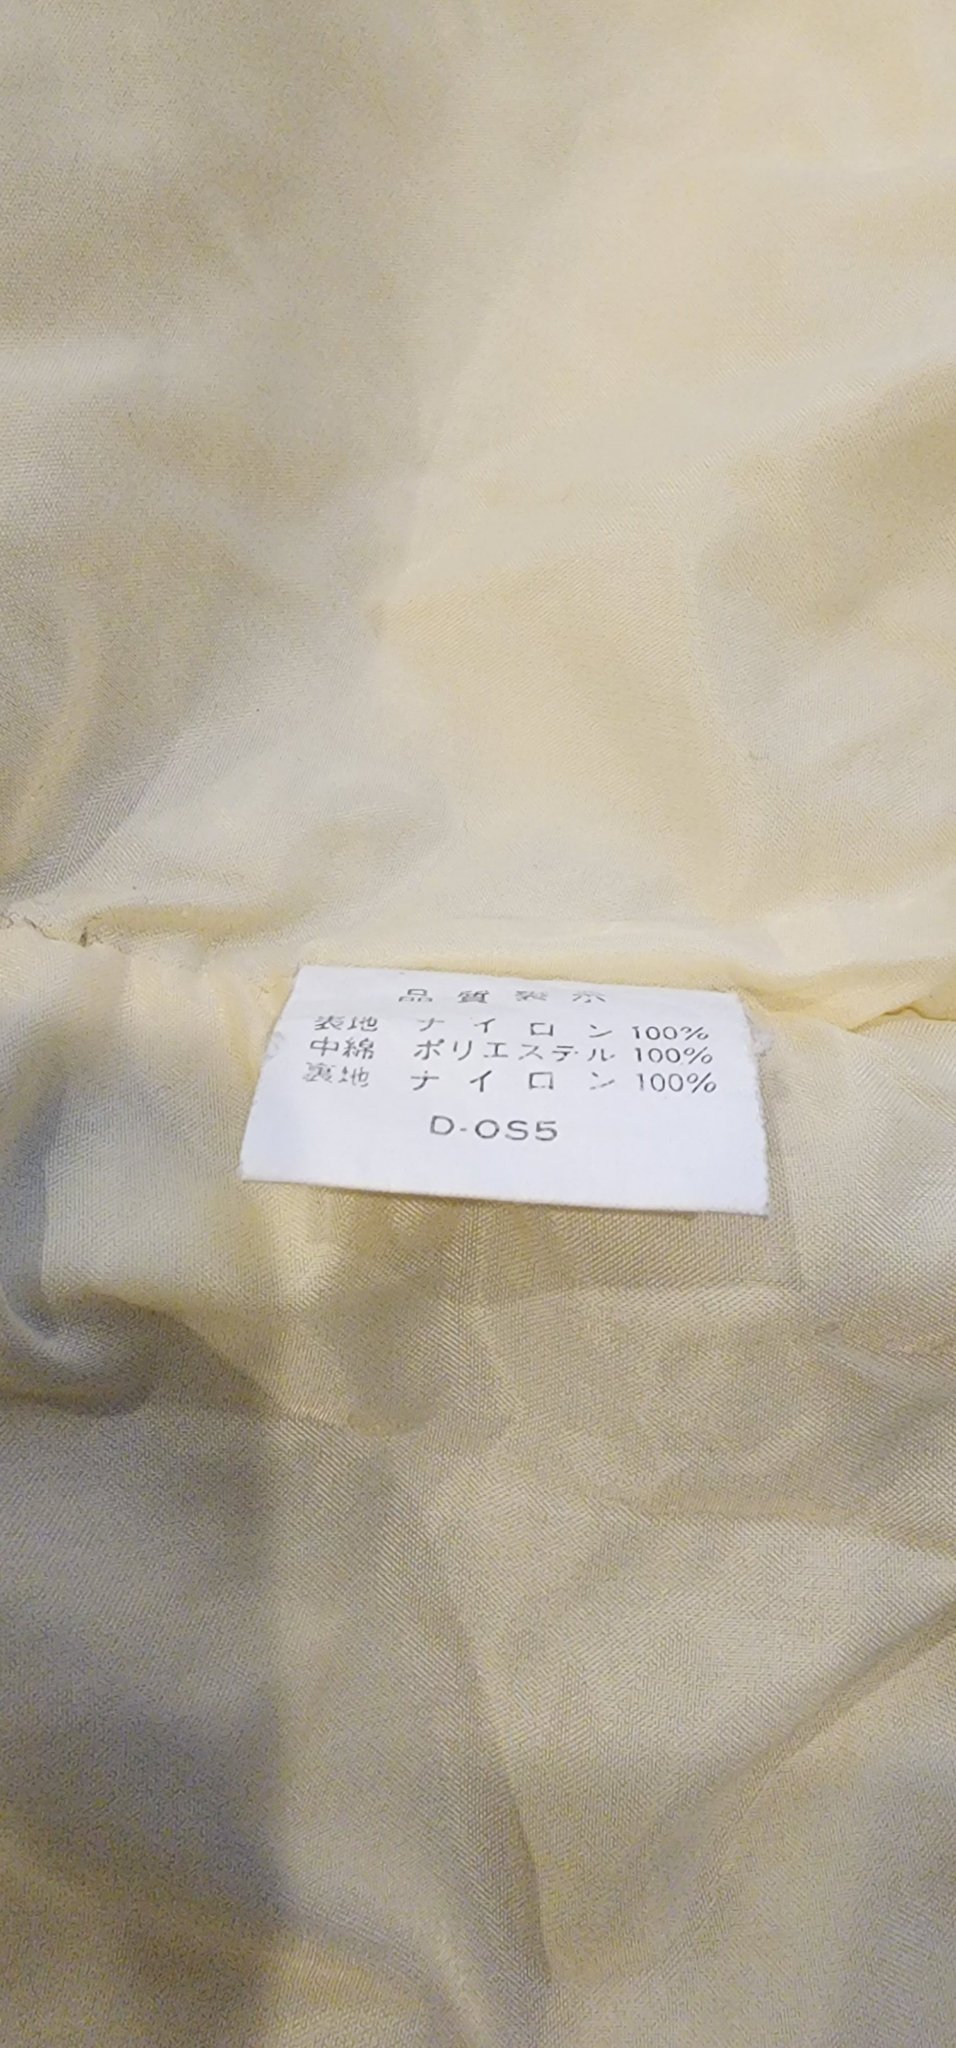 品質表示
表地 ナイロン 100%
中綿 ポリエステル 100%
裏地 ナイロン 100%
D-OS5